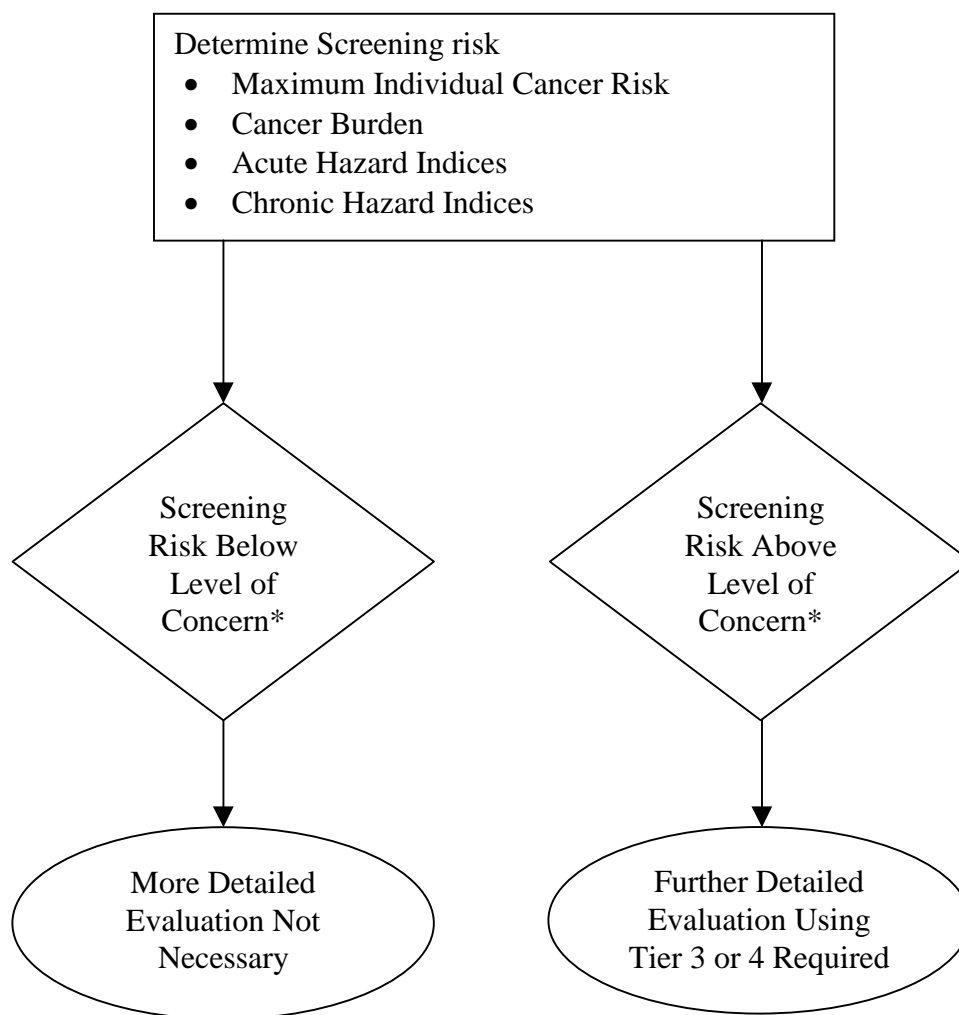 Determine Screening risk
• Maximum Individual Cancer Risk
• Cancer Burden
• Acute Hazard Indices
• Chronic Hazard Indices
Screening
Risk Below
Level of
Concern*
Screening
Risk Above
Level of
Concern*
More Detailed
Evaluation Not
Necessary
Further Detailed
Evaluation Using
Tier 3 or 4 Required